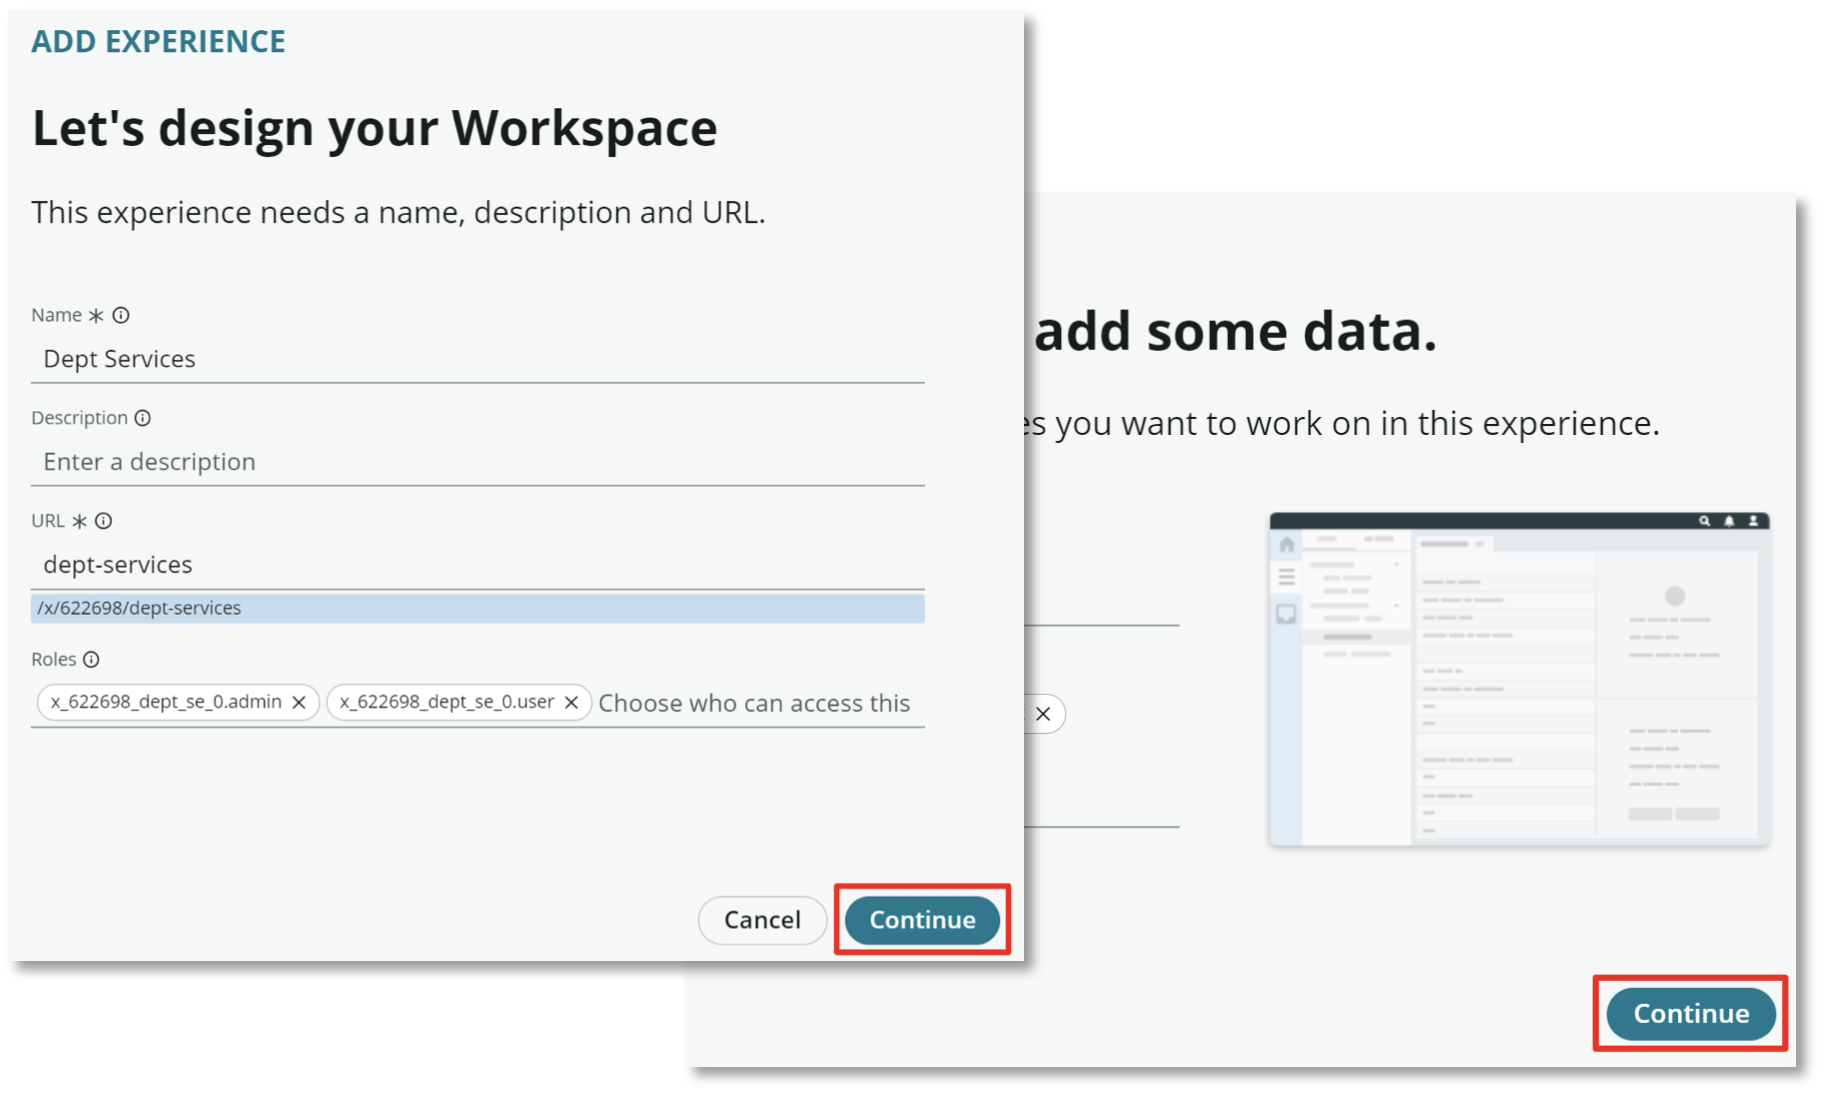 ADD EXPERIENCE
Let's design your Workspace
This experience needs a name, description and URL.
Name *
Dept Services
Description
Enter a description
URL *
dept-services
/x/622698/dept-services
Roles
x_622698_dept_se_0.admin
x_622698_dept_se_0.user
Choose who can access this
Cancel
Continue
add some data.
es you want to work on in this experience.
Continue